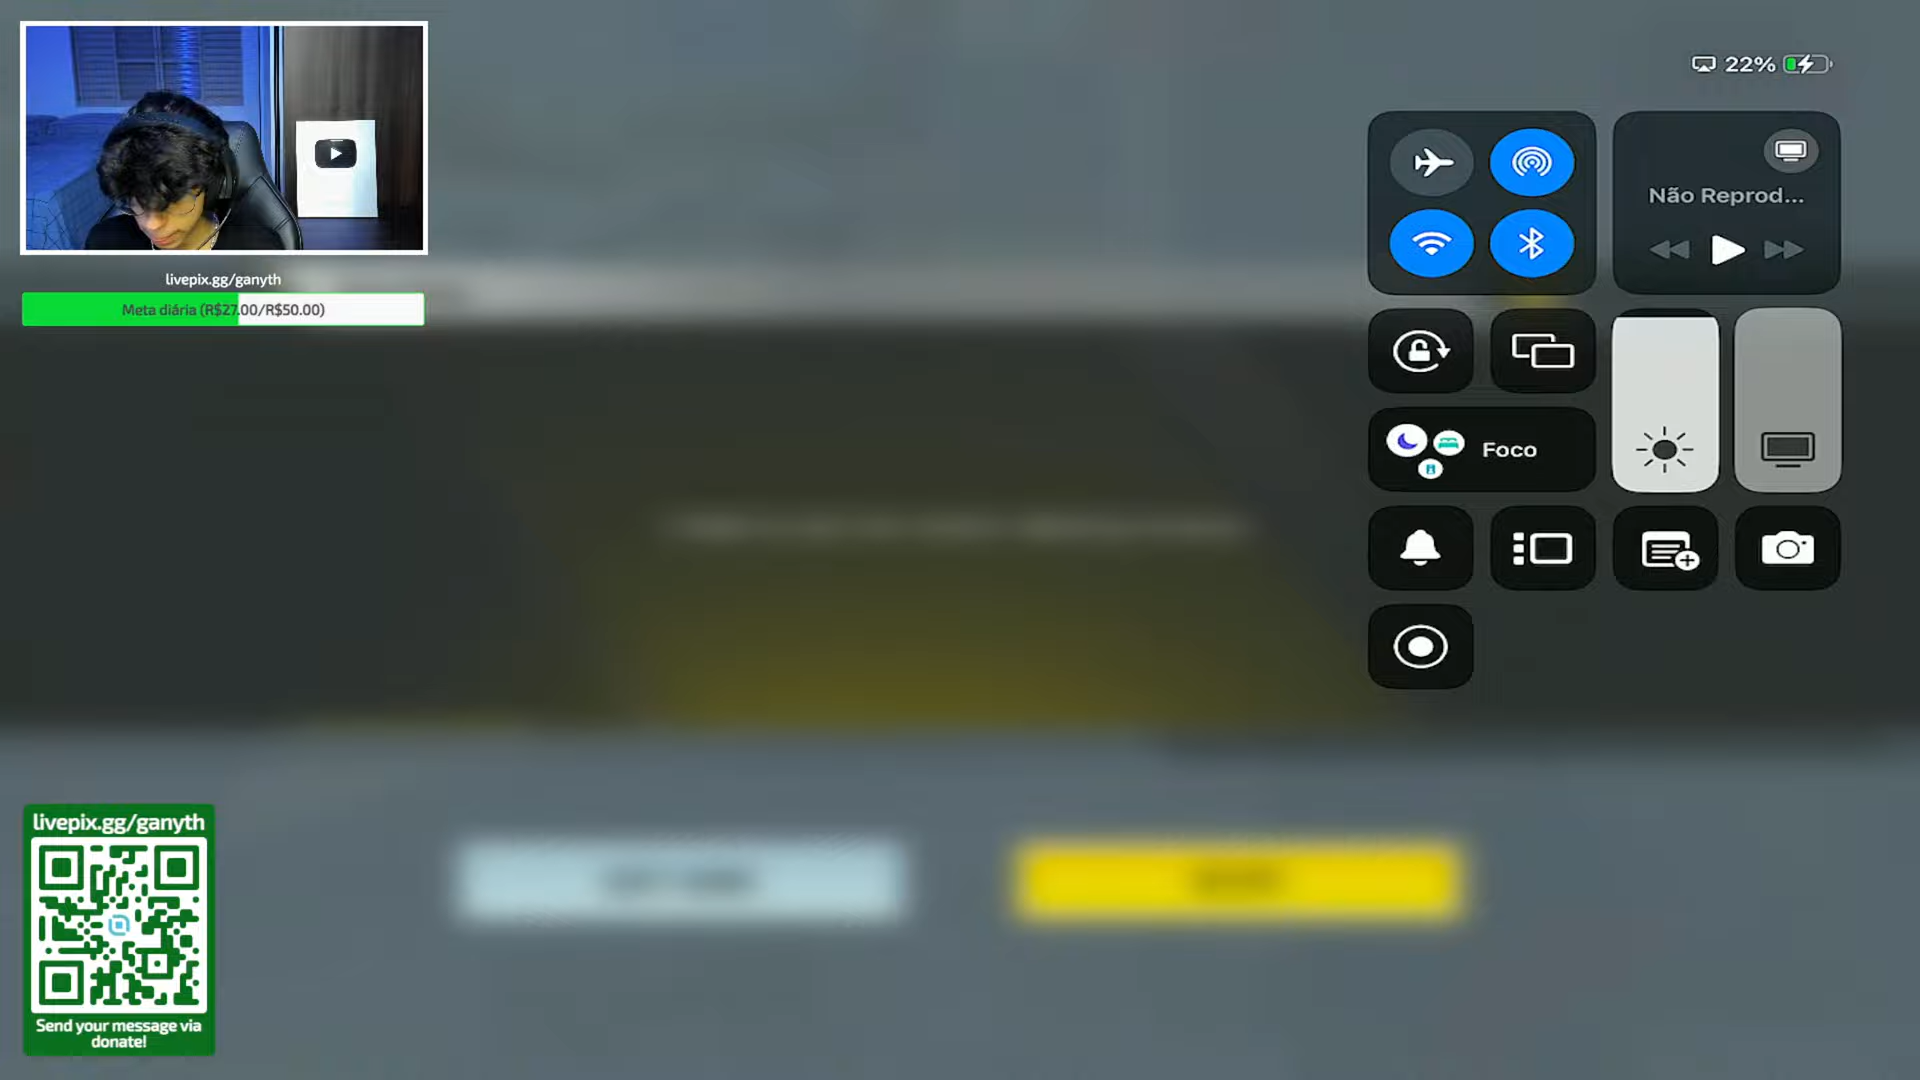 22%
Não Reprod...
livepix.gg/ganyth
Meta diária (R$27.00/R$50.00)
Foco
livepix.gg/ganyth
Send your message via
donate!